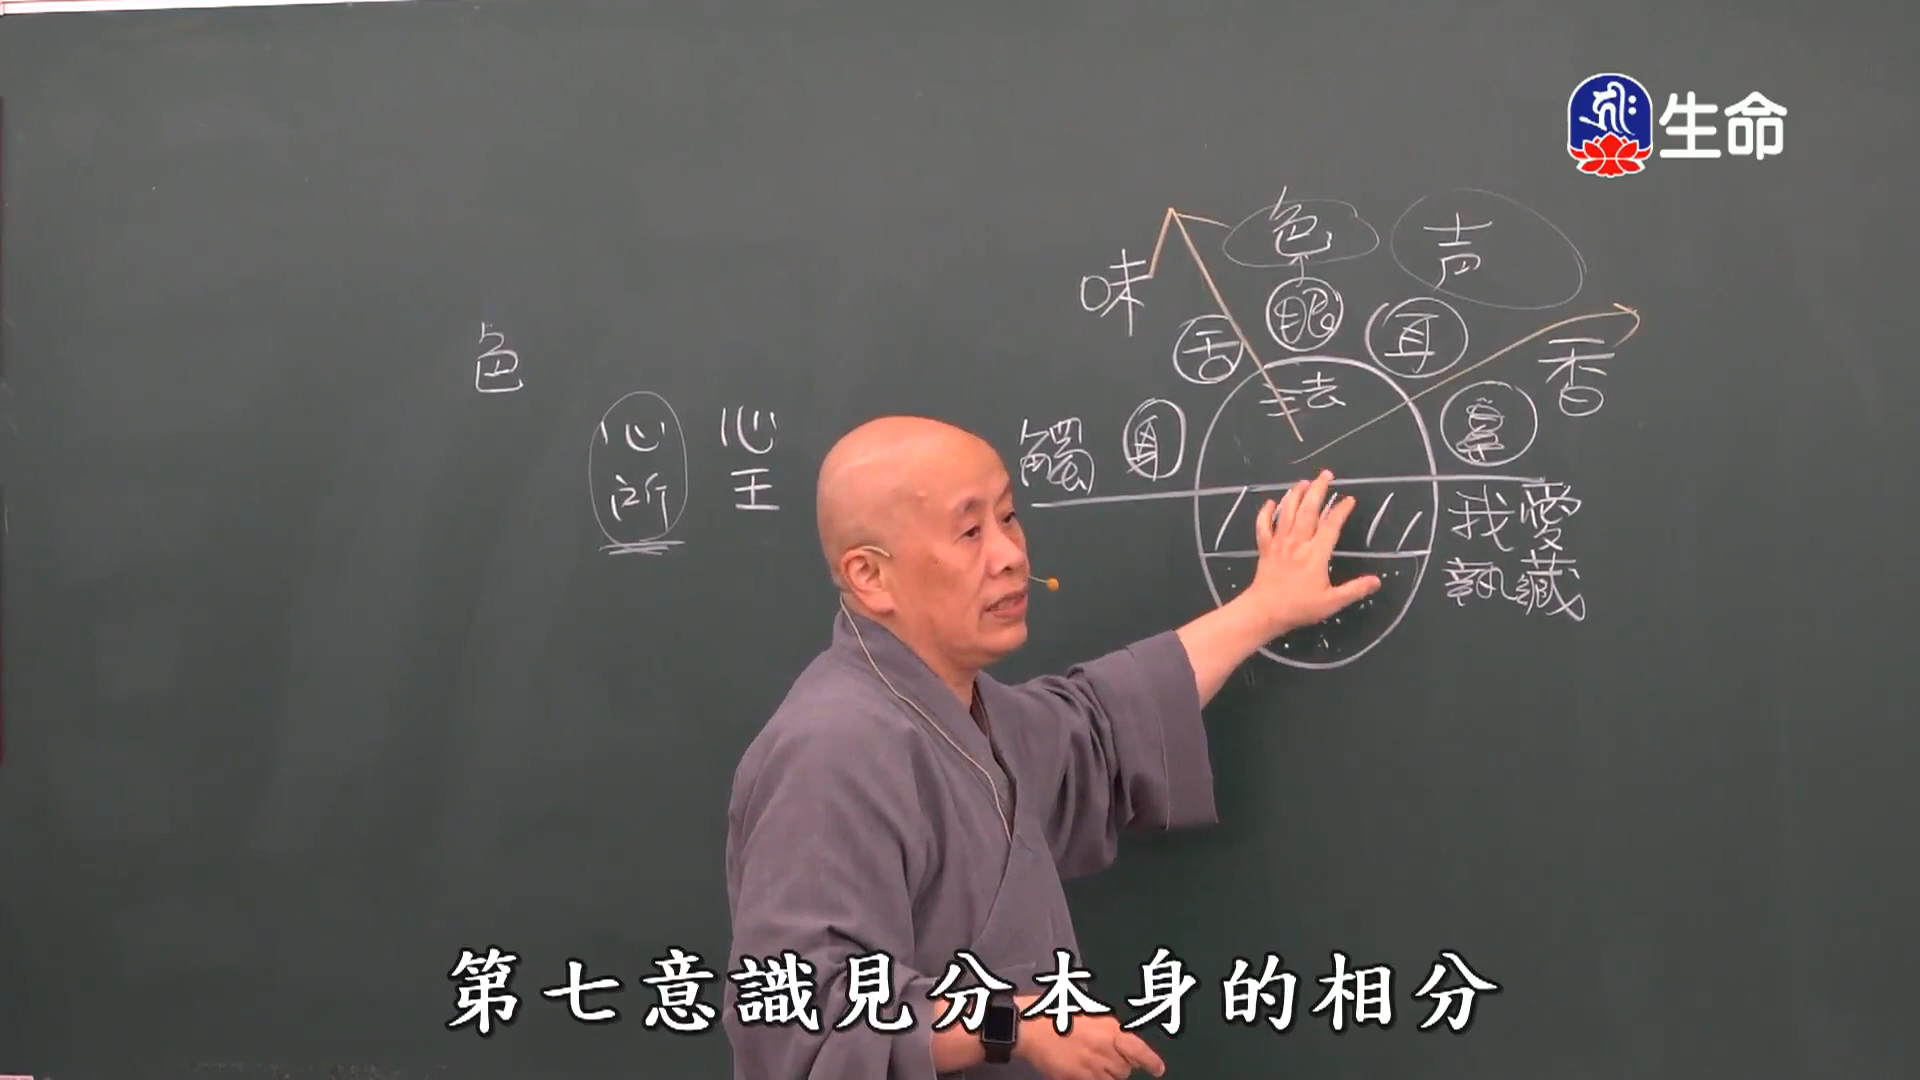 生命
色
声
味
眼
舌
耳
香
法
色
心所
心王
觸
身
鼻
我愛
執藏
第七意識見分本身的相分